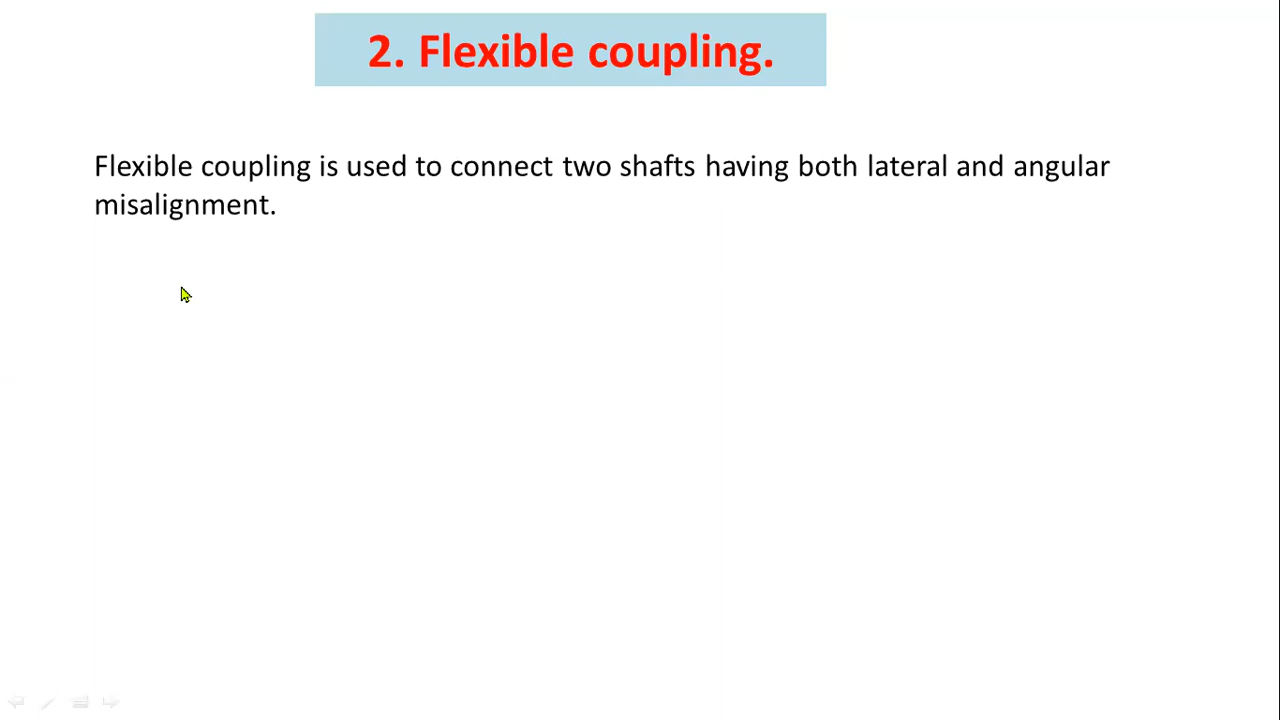 2. Flexible coupling.
Flexible coupling is used to connect two shafts having both lateral and angular
misalignment.